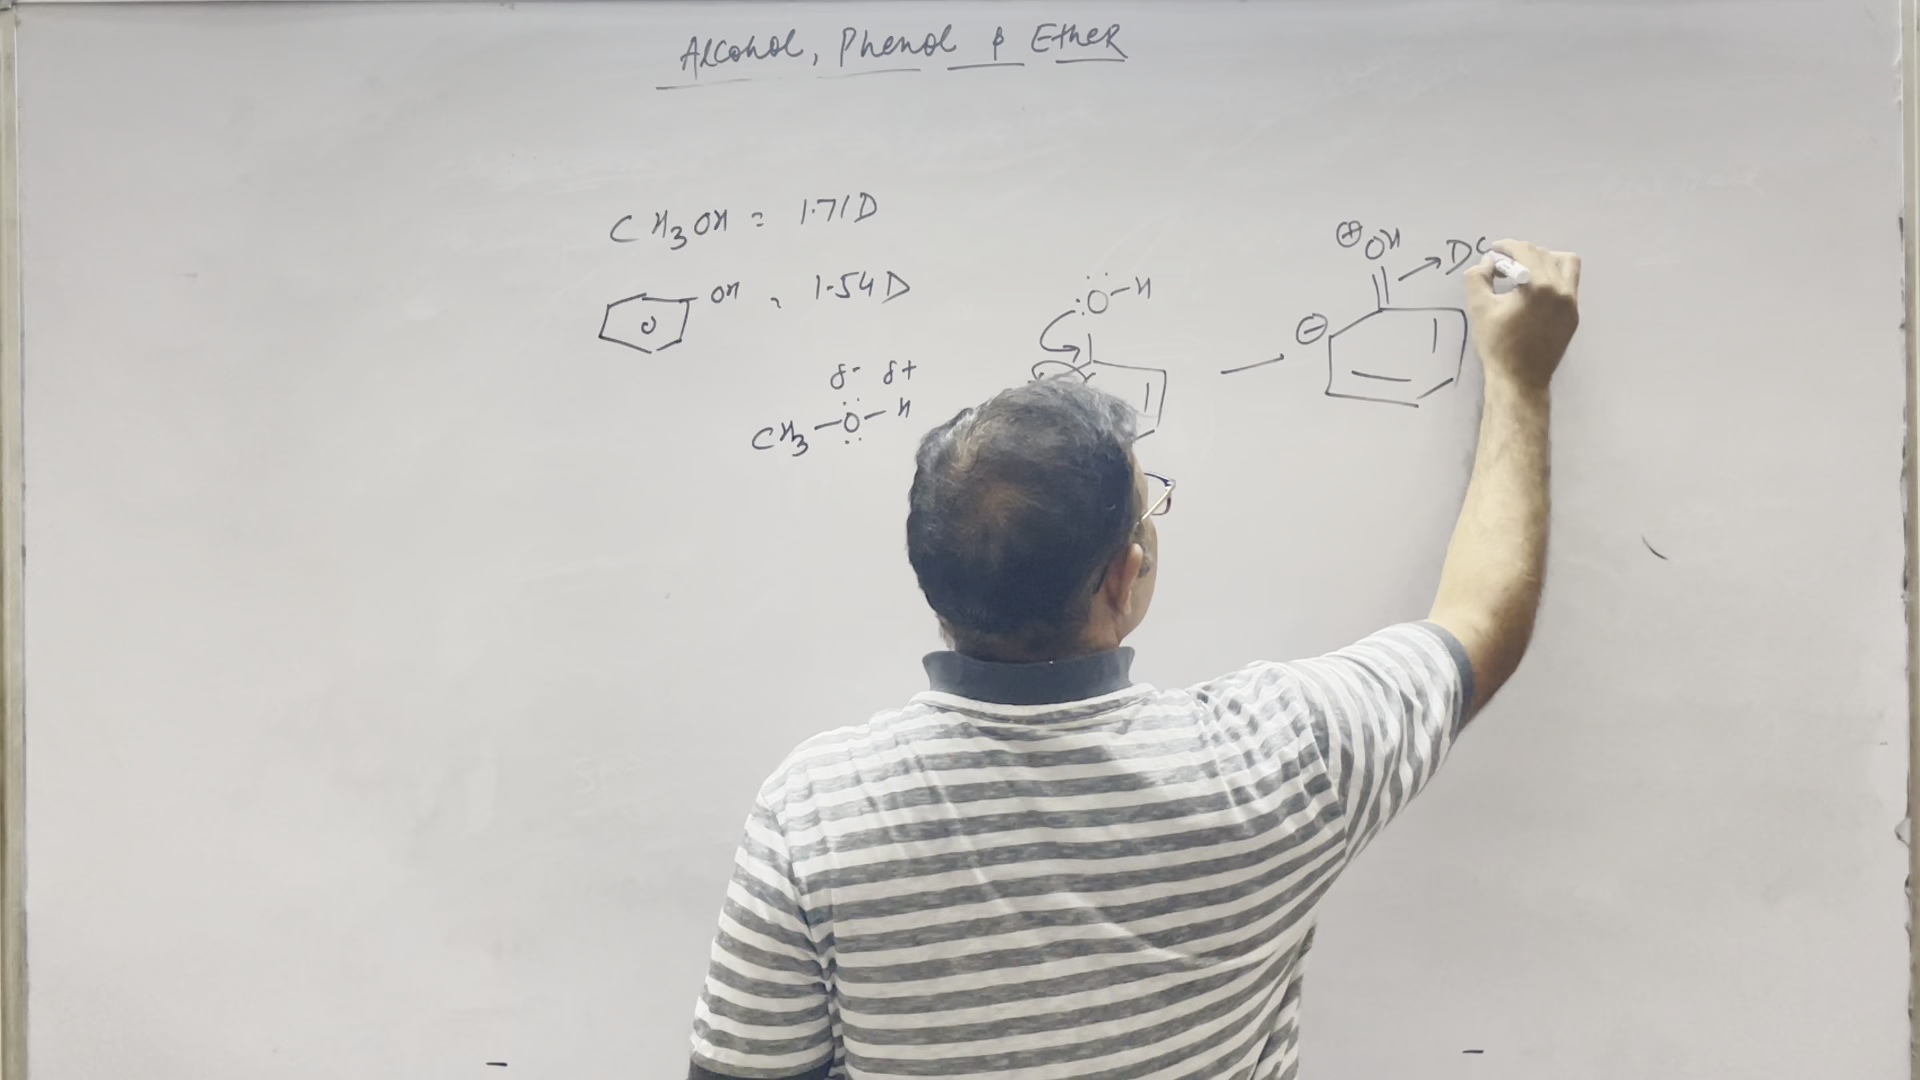 Alcohol, Phenol & Ether
CH3OH = 1.71D
OH = 1.54D
δ- δ+
CH3-O-H
O-H
⊕OH
⊖